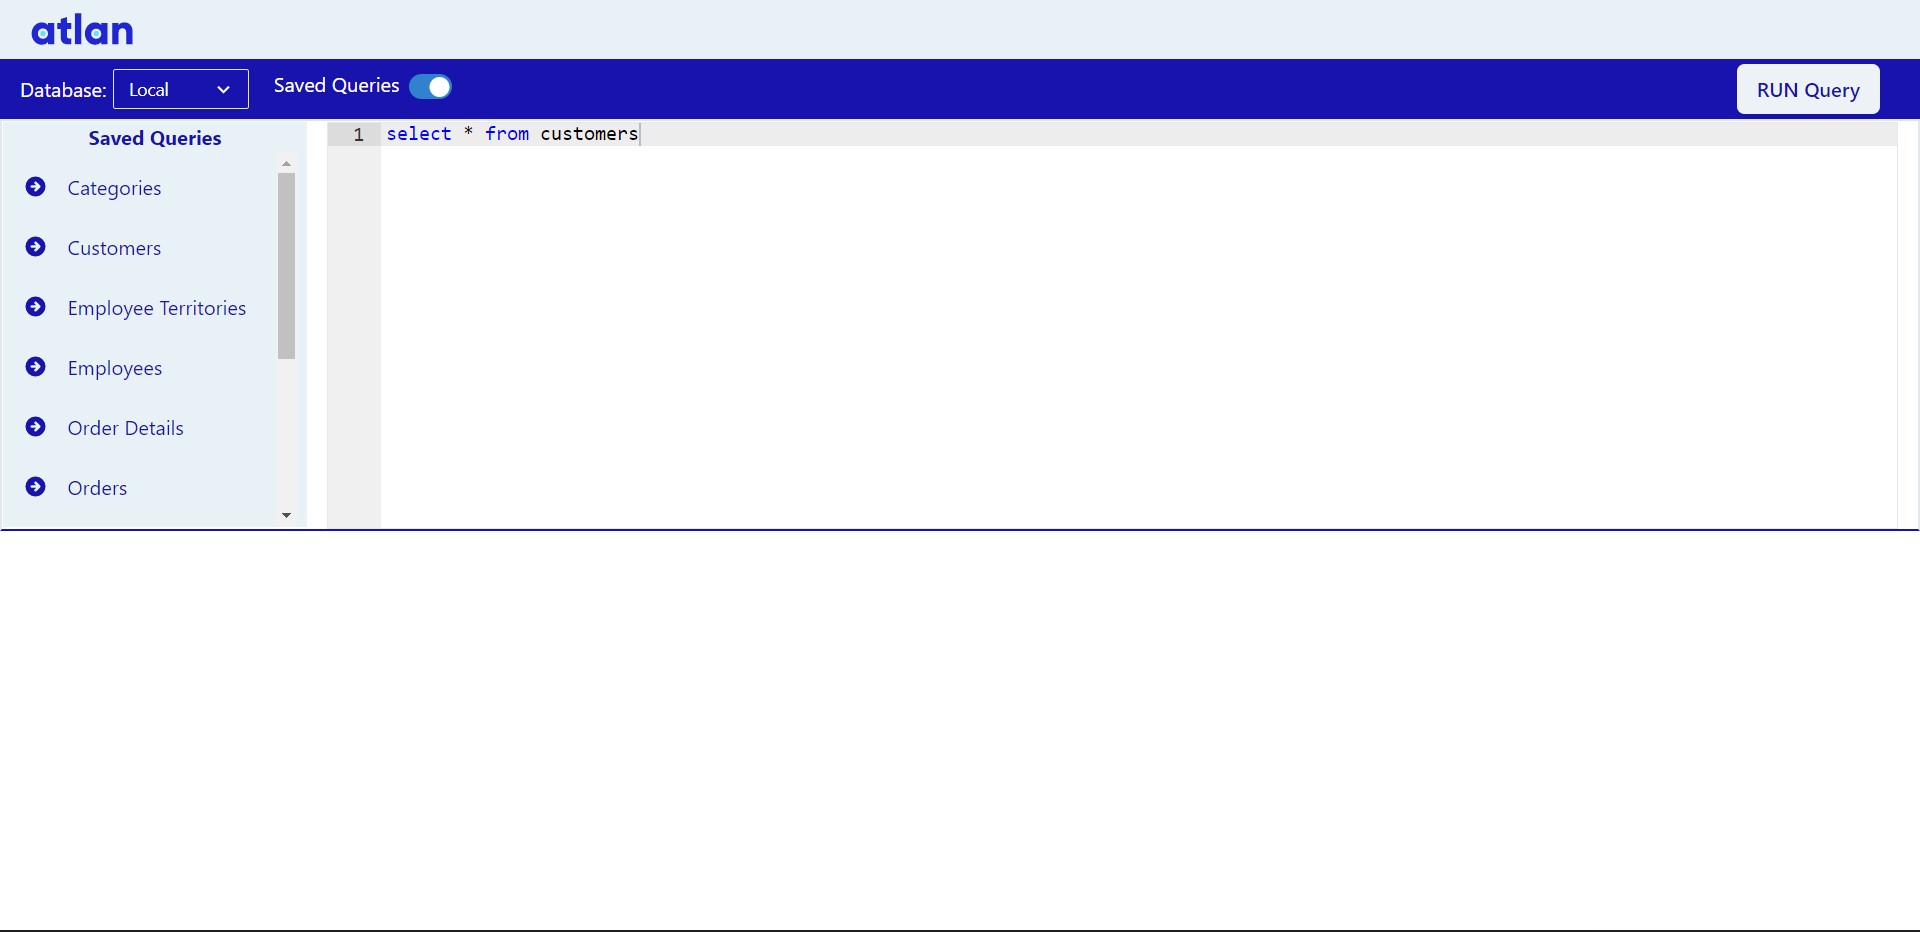 atlan
Database: Local
Saved Queries
RUN Query
Saved Queries
Categories
Customers
Employee Territories
Employees
Order Details
Orders
1 select * from customers